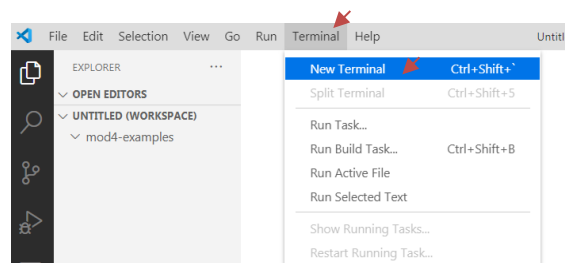 File Edit Selection View Go Run Terminal Help Untitl
EXPLORER ...
OPEN EDITORS
UNTITLED (WORKSPACE)
mod4-examples
New Terminal Ctrl+Shift+`
Split Terminal Ctrl+Shift+5
Run Task...
Run Build Task... Ctrl+Shift+B
Run Active File
Run Selected Text
Show Running Tasks...
Restart Running Task...